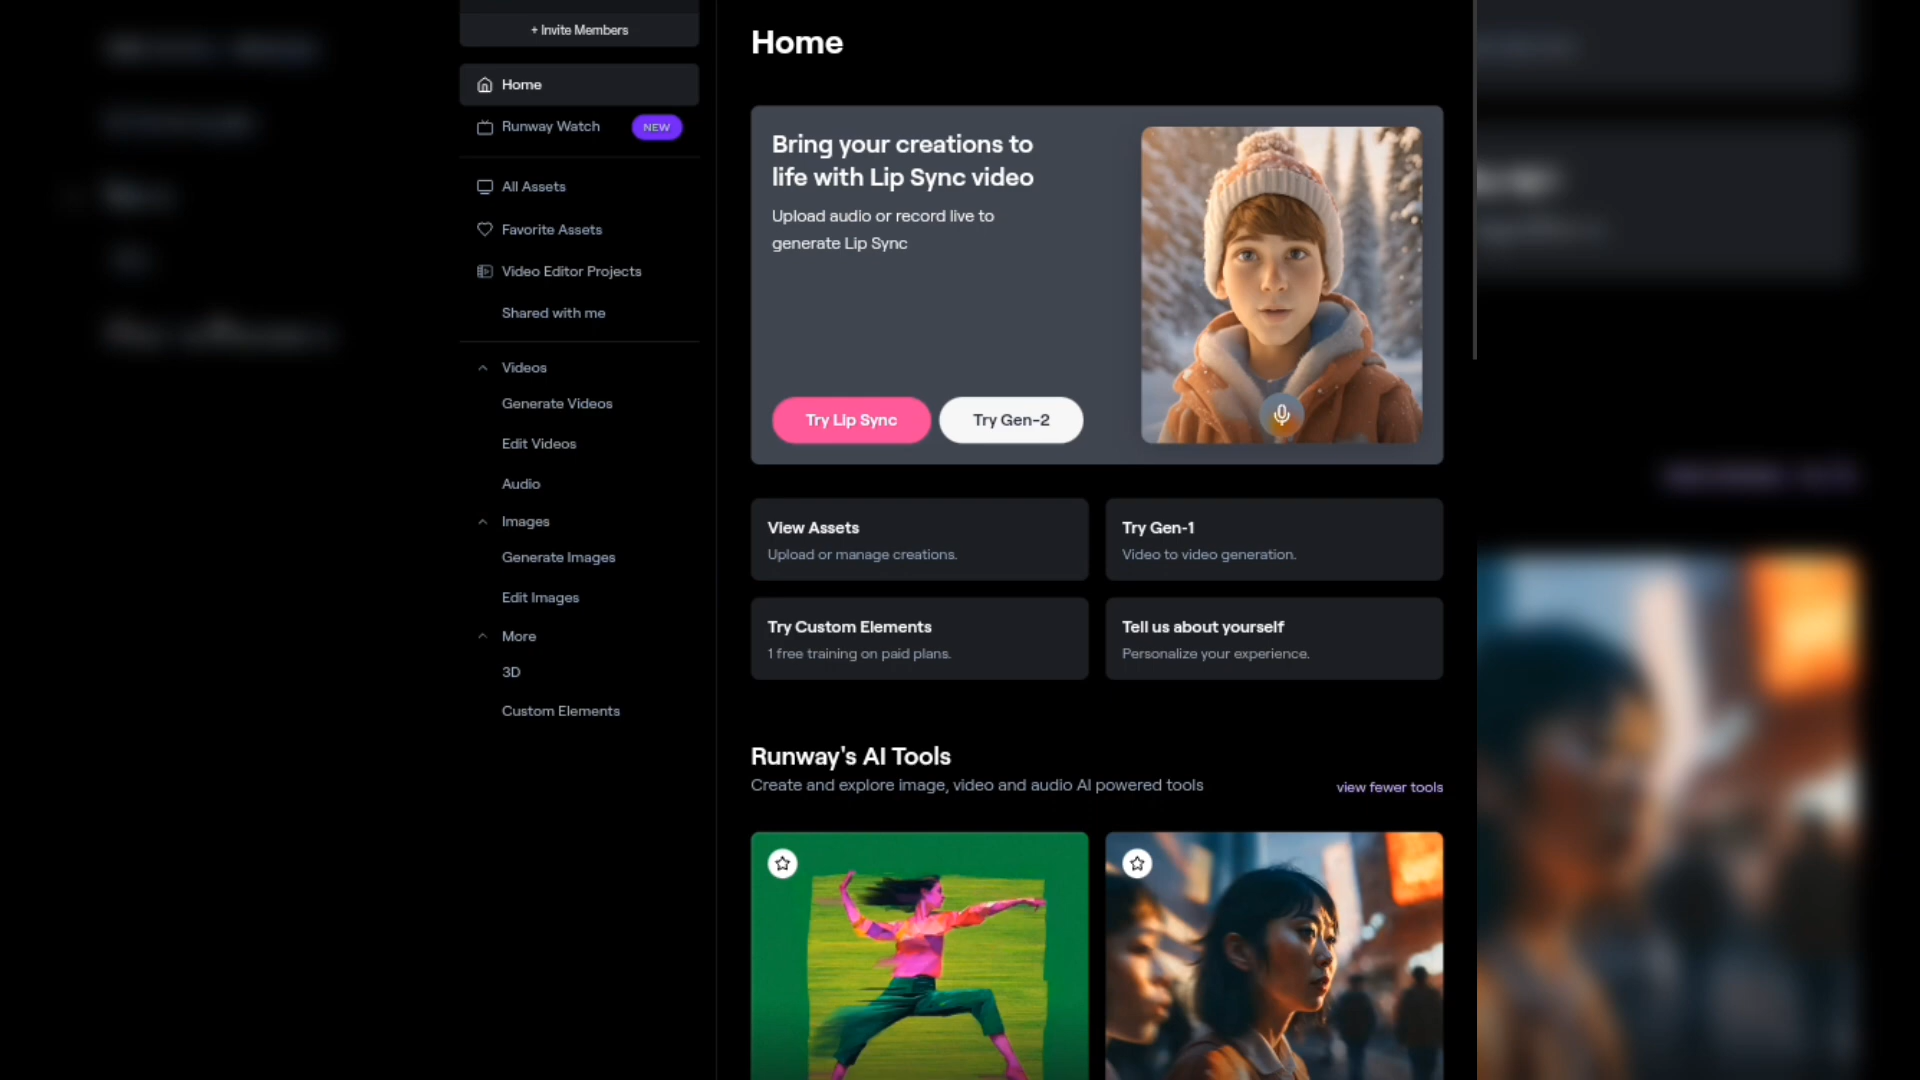 + Invite Members
Home
Runway Watch
NEW
All Assets
Favorite Assets
Video Editor Projects
Shared with me
Videos
Generate Videos
Edit Videos
Audio
Images
Generate Images
Edit Images
More
3D
Custom Elements
Home
Bring your creations to
life with Lip Sync video
Upload audio or record live to
generate Lip Sync
Try Lip Sync
Try Gen-2
View Assets
Upload or manage creations.
Try Gen-1
Video to video generation.
Try Custom Elements
1 free training on paid plans.
Tell us about yourself
Personalize your experience.
Runway's AI Tools
Create and explore image, video and audio AI powered tools
view fewer tools